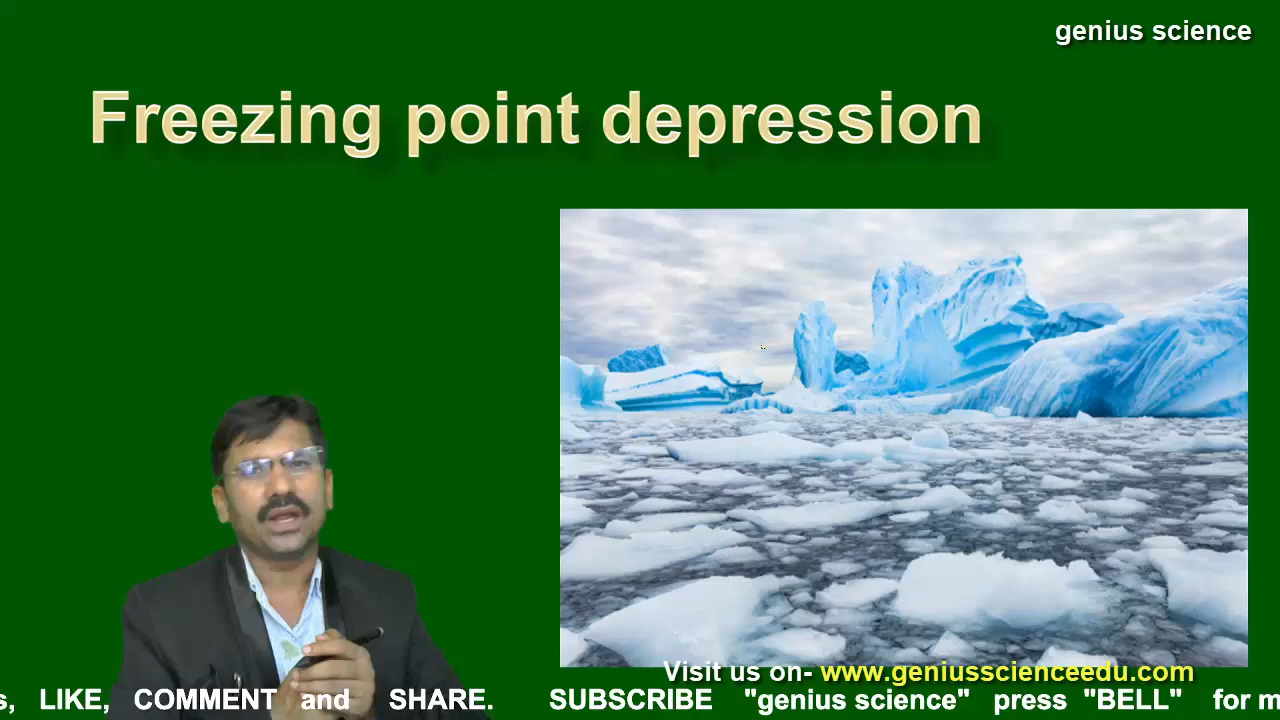 genius science
Freezing point depression
Visit us on- www.geniusscienceedu.com
LIKE, COMMENT and SHARE. SUBSCRIBE "genius science" press "BELL" for